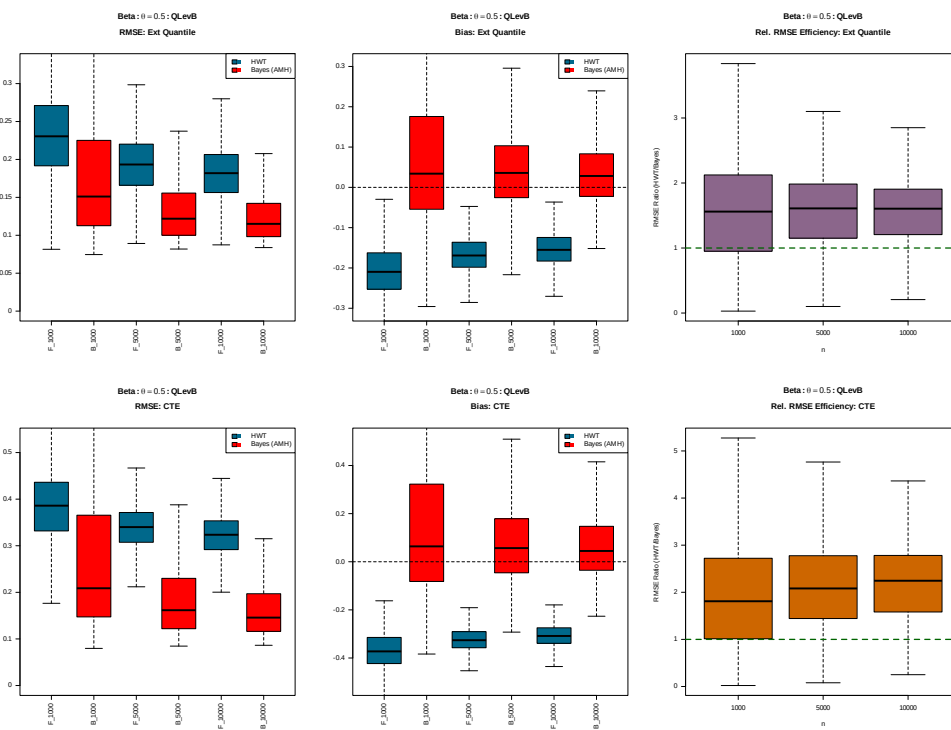 Beta : θ = 0.5 : QLevB
RMSE: Ext Quantile
HWT
Bayes (AMH)
0.3
0.25
0.2
0.15
0.1
0.05
0
F_1000
B_1000
F_5000
B_5000
F_10000
B_10000
Beta : θ = 0.5 : QLevB
Bias: Ext Quantile
HWT
Bayes (AMH)
0.3
0.2
0.1
0.0
-0.1
-0.2
-0.3
F_1000
B_1000
F_5000
B_5000
F_10000
B_10000
Beta : θ = 0.5 : QLevB
Rel. RMSE Efficiency: Ext Quantile
RMSE Ratio (HWT/Bayes)
3
2
1
0
1000
5000
10000
n
Beta : θ = 0.5 : QLevB
RMSE: CTE
HWT
Bayes (AMH)
0.5
0.4
0.3
0.2
0.1
0
F_1000
B_1000
F_5000
B_5000
F_10000
B_10000
Beta : θ = 0.5 : QLevB
Bias: CTE
HWT
Bayes (AMH)
0.4
0.2
0.0
-0.2
-0.4
F_1000
B_1000
F_5000
B_5000
F_10000
B_10000
Beta : θ = 0.5 : QLevB
Rel. RMSE Efficiency: CTE
RMSE Ratio (HWT/Bayes)
5
4
3
2
1
0
1000
5000
10000
n